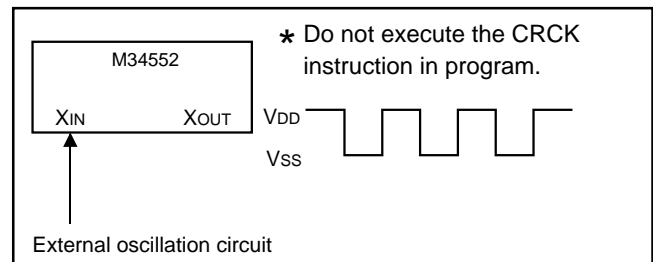 M34552
* Do not execute the CRCK
instruction in program.
XIN
XOUT
VDD
VSS
External oscillation circuit